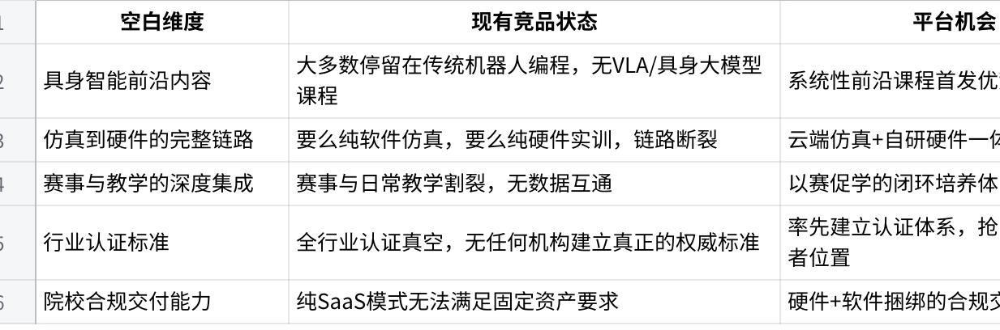 空白维度 现有竞品状态 平台机会
2 具身智能前沿内容 大多数停留在传统机器人编程，无VLA/具身大模型
课程 系统性前沿课程首发优
3 仿真到硬件的完整链路 要么纯软件仿真，要么纯硬件实训，链路断裂 云端仿真+自研硬件一体
4 赛事与教学的深度集成 赛事与日常教学割裂，无数据互通 以赛促学的闭环培养体
5 行业认证标准 全行业认证真空，无任何机构建立真正的权威标准 率先建立认证体系，抢
者位置
6 院校合规交付能力 纯SaaS模式无法满足固定资产要求 硬件+软件捆绑的合规交